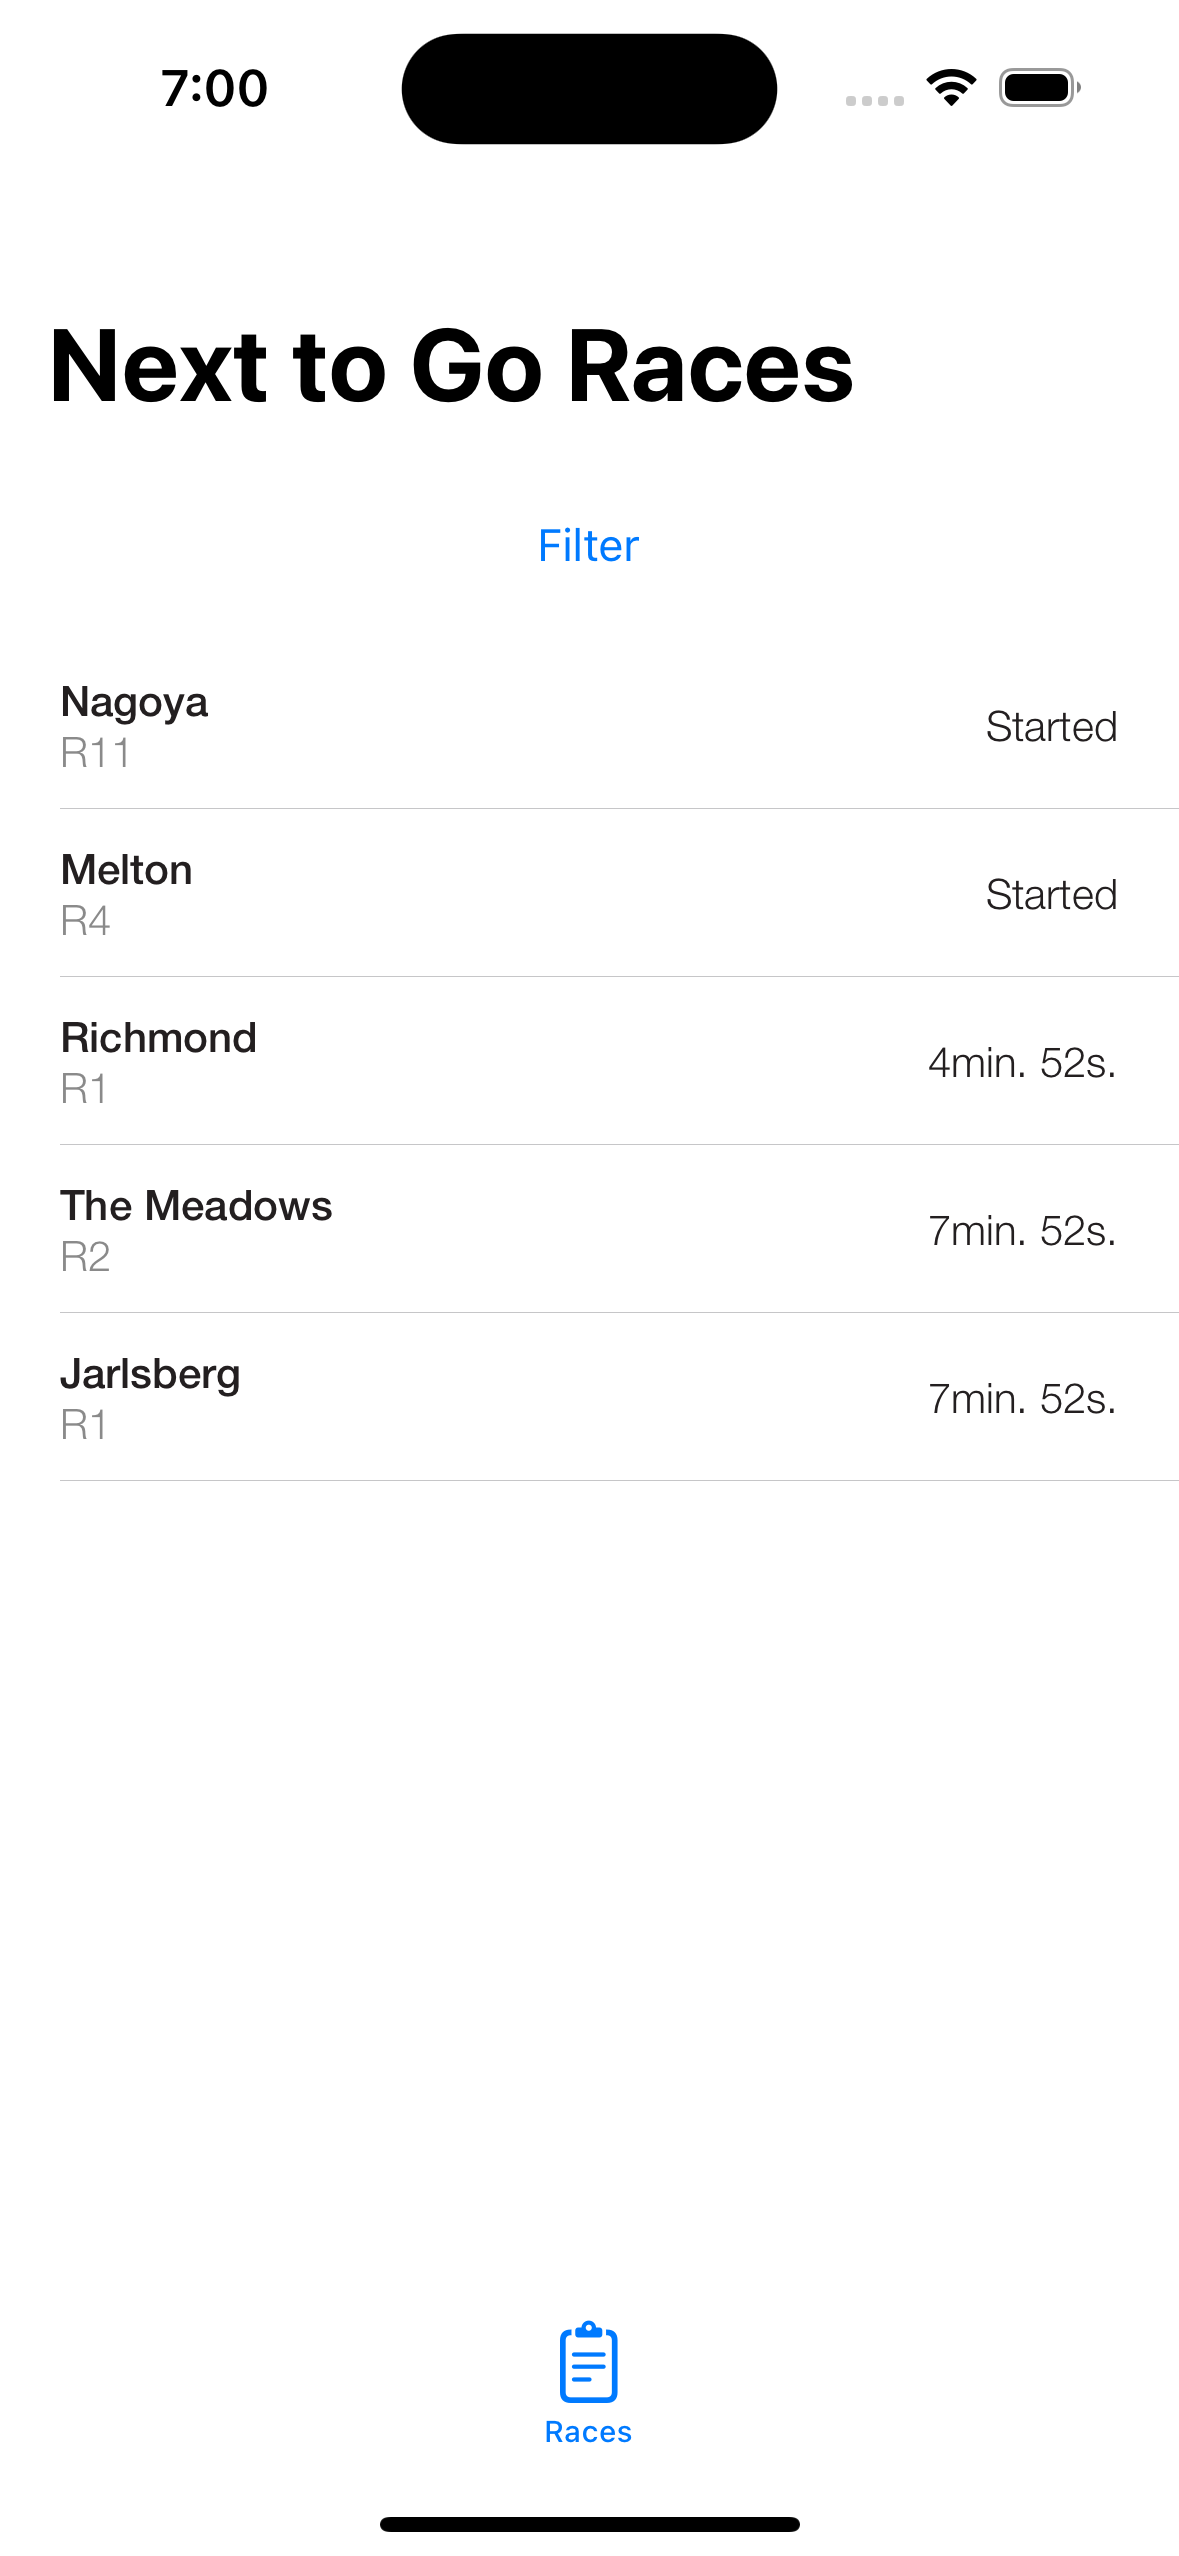 7:00
Next to Go Races
Filter
Nagoya
R11
Started
Melton
R4
Started
Richmond
R1
4min. 52s.
The Meadows
R2
7min. 52s.
Jarlsberg
R1
7min. 52s.
Races